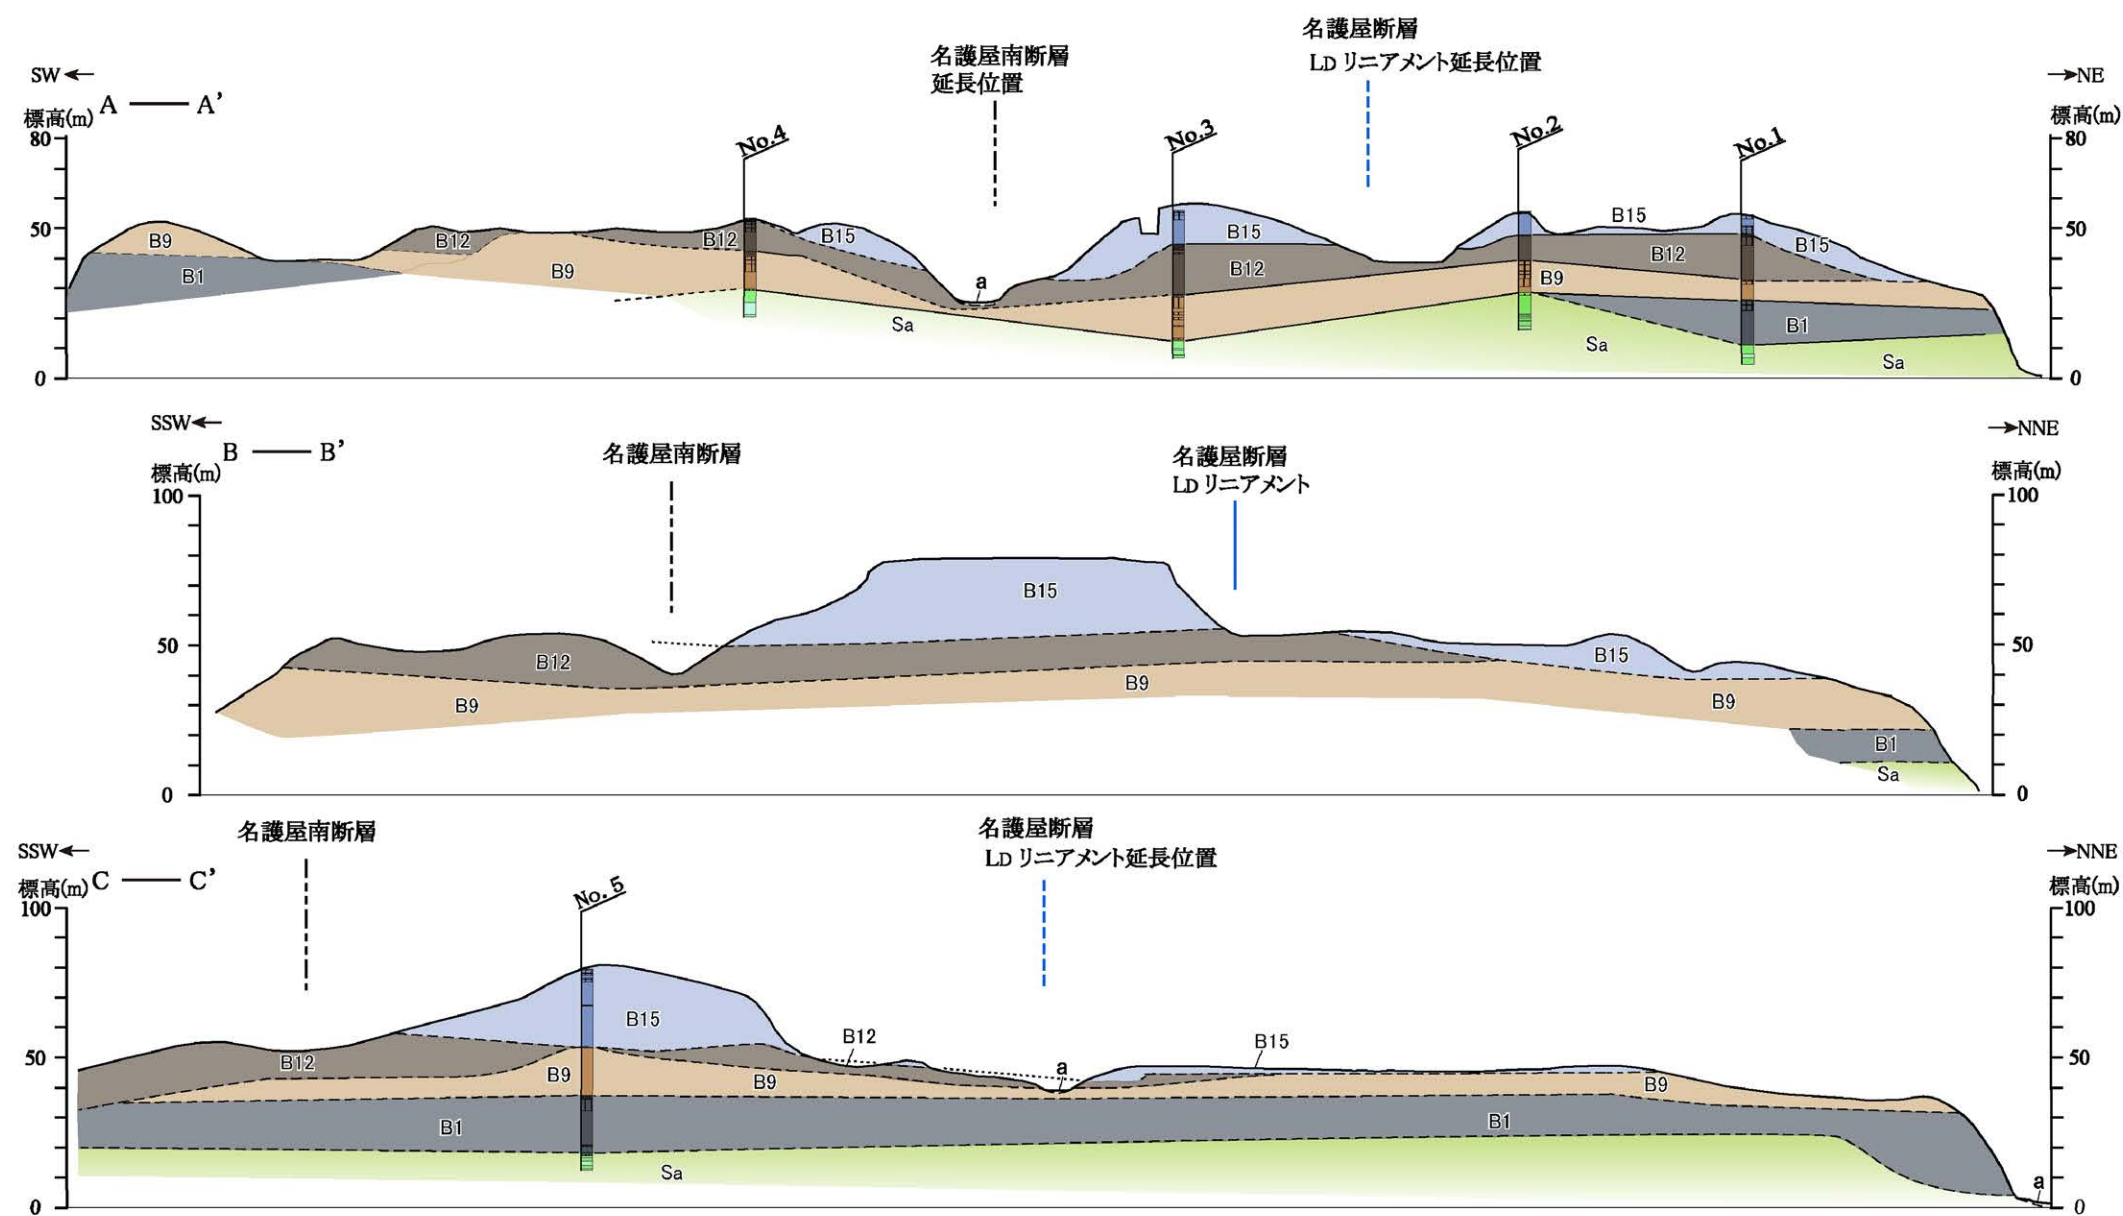 名護屋断層
LD リニアメント延長位置
名護屋南断層
延長位置
SW←
→NE
A —— A’
標高(m)
標高(m)
80
80
No.4
No.3
No.2
No.1
50
50
B9
B12
B12
B15
B15
B15
B15
B1
B9
B12
B12
B9
a
Sa
B1
Sa
Sa
0
0
SSW←
→NNE
B —— B’
名護屋南断層
名護屋断層
LD リニアメント
標高(m)
標高(m)
100
100
B15
50
50
B12
B15
B9
B9
B9
B1
Sa
0
0
名護屋南断層
名護屋断層
LD リニアメント延長位置
SSW←
→NNE
標高(m)
C —— C’
標高(m)
No. 5
100
100
B15
B12
B15
50
50
B12
B9
B9
a
B9
B1
B1
Sa
a
0
0